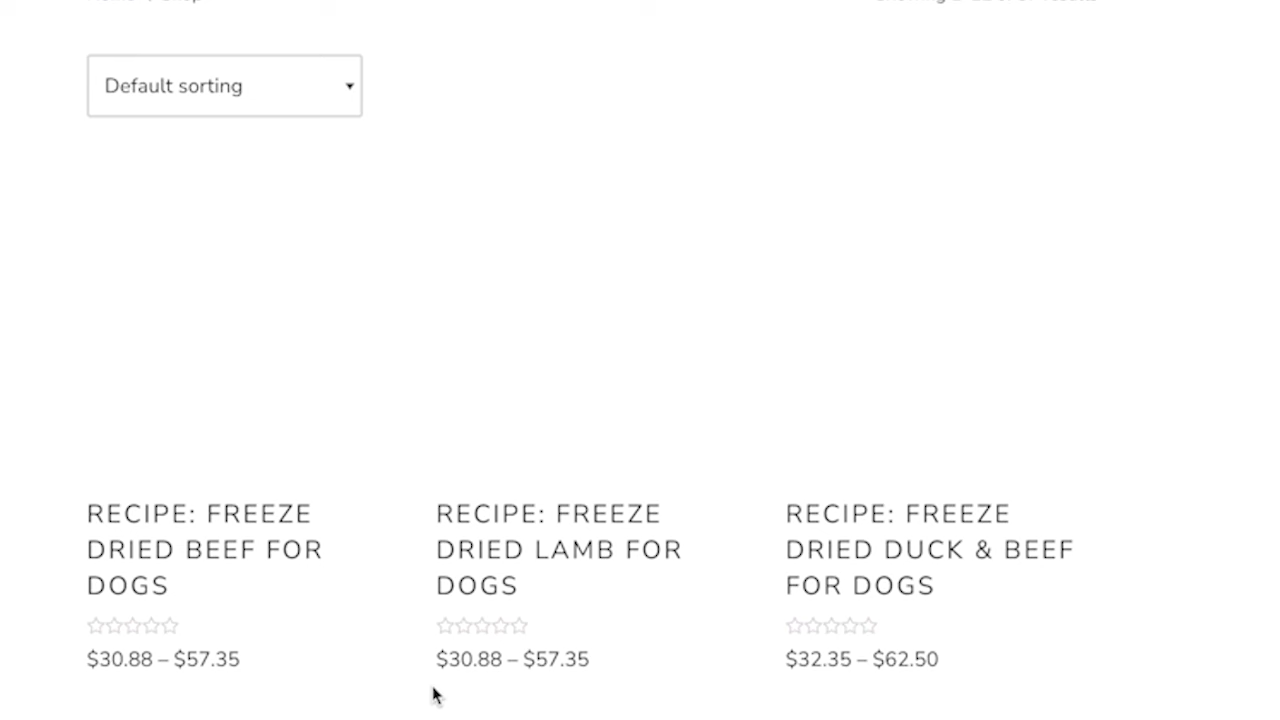 Default sorting
RECIPE: FREEZE
DRIED BEEF FOR
DOGS
$30.88 – $57.35
RECIPE: FREEZE
DRIED LAMB FOR
DOGS
$30.88 – $57.35
RECIPE: FREEZE
DRIED DUCK & BEEF
FOR DOGS
$32.35 – $62.50